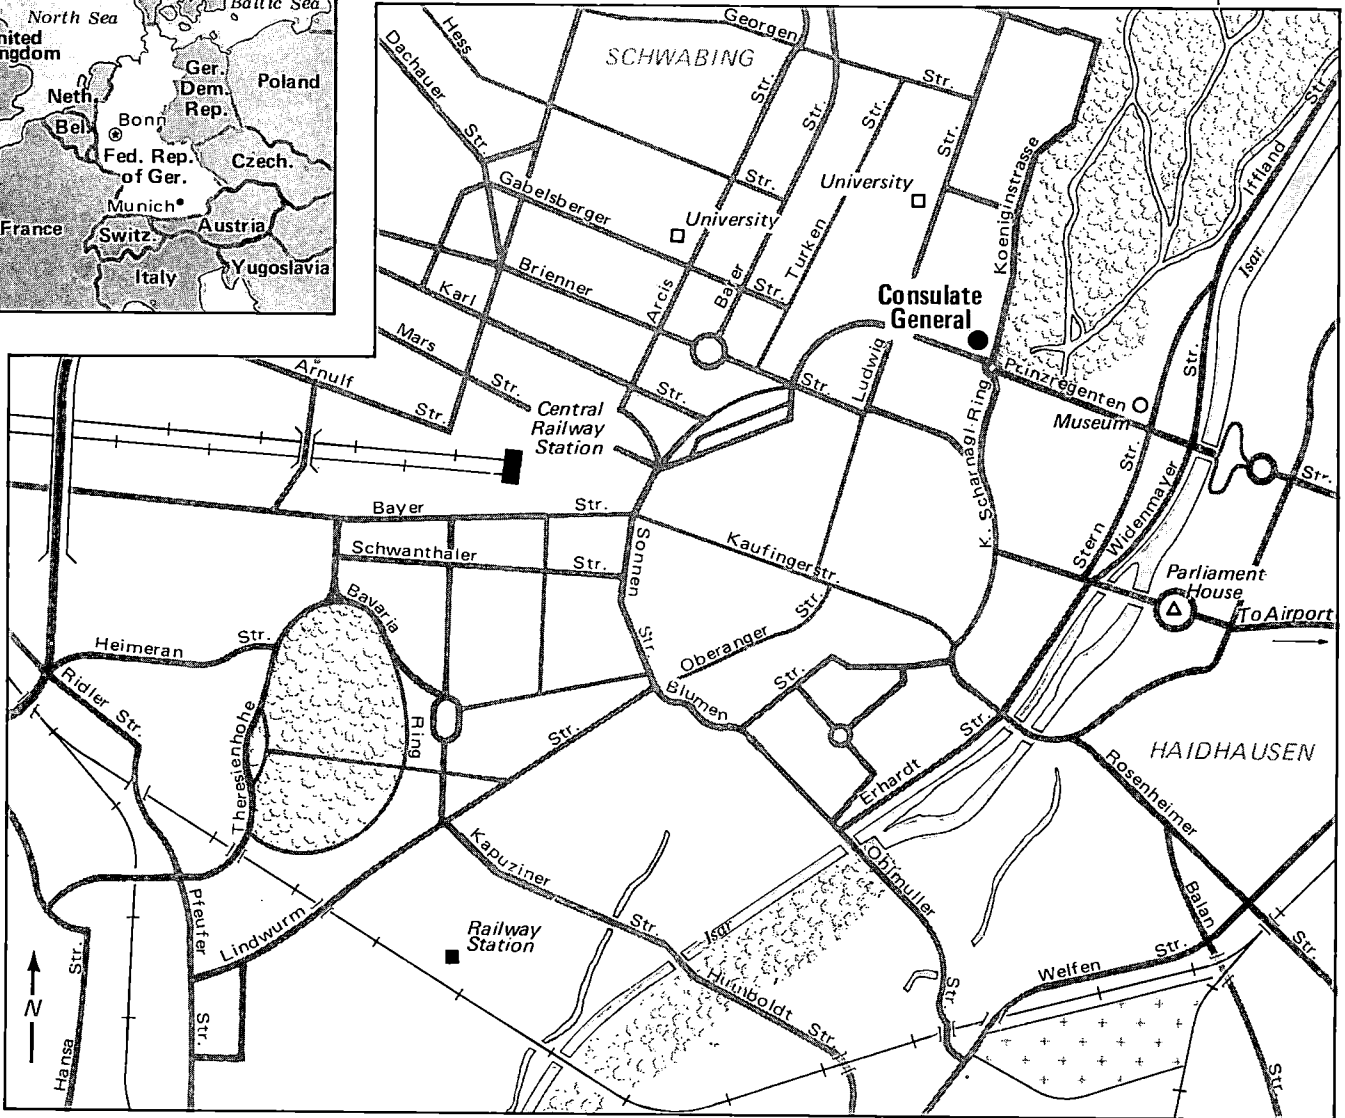 North Sea
Baltic Sea
United
Kingdom
Neth.
Ger.
Dem.
Rep.
Poland
Bel.
Bonn
Fed. Rep.
of Ger.
Czech.
Munich
France
Switz.
Austria
Italy
Yugoslavia
Hess
Dachauer
Str.
Georgen
Str.
SCHWABING
Str.
Str.
Str.
Str.
Str.
Gabelsberger
Str.
University
University
Turken
Koeniginstrasse
Iffland
Str.
Isar
Brienner
Str.
Karl
Str.
Arcis
Barer
Mars
Str.
Consulate
General
Ludwig
Prinzregenten
Str.
Museum
Str.
Arnulf
Str.
Central
Railway
Station
K. Scharnagl-Ring
Str.
Widenmayer
Stern
Bayer
Str.
Sonnen
Str.
Schwanthaler
Str.
Kaufingerstr.
Str.
Parliament
House
To Airport
Bavaria
Ring
Heimeran
Str.
Ridler
Str.
Oberanger
Blumen
Str.
Str.
Theresienhohe
Erhardt
Str.
HAIDHAUSEN
Rosenheimer
Str.
Kapuziner
Str.
Ohlmuller
Str.
Balan
Str.
Pfeufer
Str.
Lindwurm
Railway
Station
Isar
Humboldt
Str.
Welfen
Str.
N
Hansa
Str.